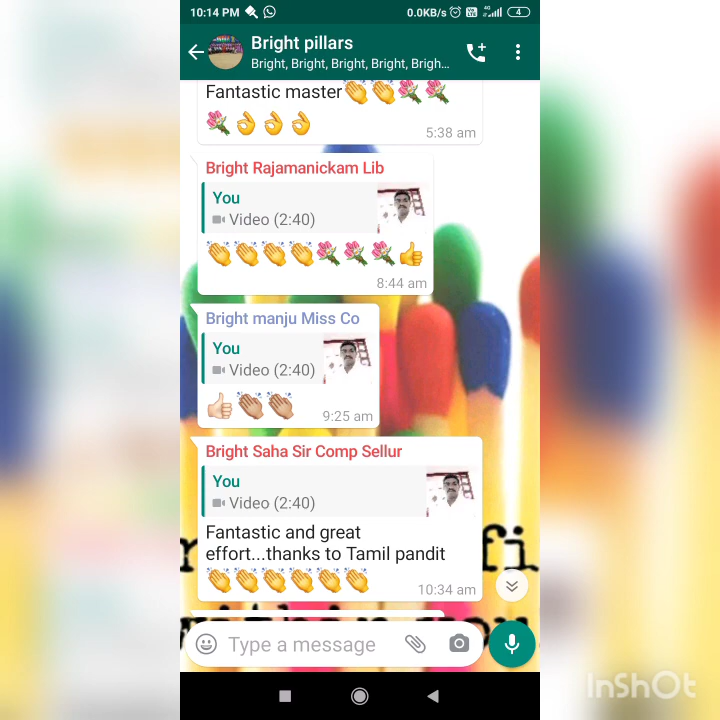 10:14 PM
0.0KB/s
4G
4
Bright pillars
Bright, Bright, Bright, Bright, Brigh...
Fantastic master👏👏💐💐
💐👌👌👌
5:38 am
Bright Rajamanickam Lib
You
Video (2:40)
👏👏👏👏💐💐💐👍
8:44 am
Bright manju Miss Co
You
Video (2:40)
👍🏻👏🏽👏🏽
9:25 am
Bright Saha Sir Comp Sellur
You
Video (2:40)
Fantastic and great
effort...thanks to Tamil pandit
👏👏👏👏👏👏
10:34 am
Type a message
InShOt